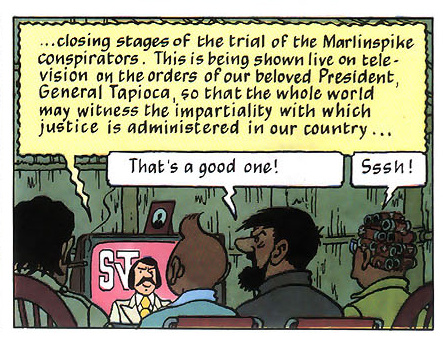 ...closing stages of the trial of the Marlinspike
conspirators. This is being shown live on tele-
vision on the orders of our beloved President,
General Tapioca, so that the whole world
may witness the impartiality with which
justice is administered in our country...
That's a good one!
Sssh!
STV